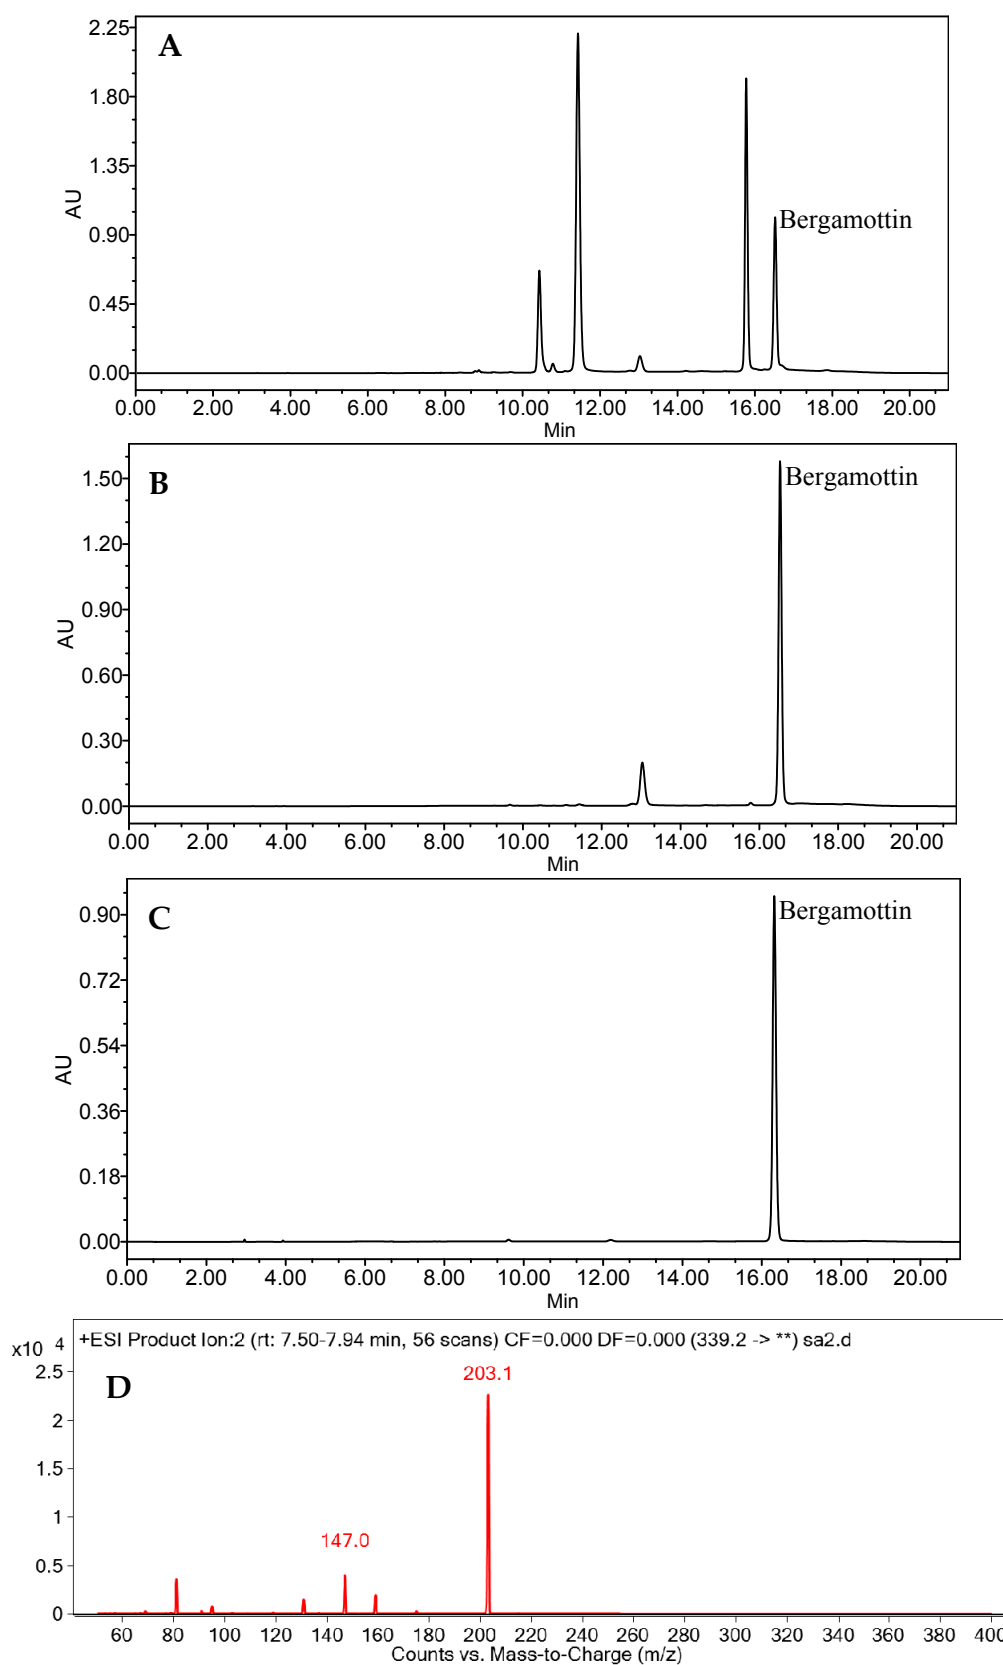 A
2.25
1.80
1.35
0.90
0.45
0.00
AU
Bergamottin
0.00 2.00 4.00 6.00 8.00 10.00 12.00 14.00 16.00 18.00 20.00
Min
B
1.50
1.20
0.90
0.60
0.30
0.00
AU
Bergamottin
0.00 2.00 4.00 6.00 8.00 10.00 12.00 14.00 16.00 18.00 20.00
Min
C
0.90
0.72
0.54
0.36
0.18
0.00
AU
Bergamottin
0.00 2.00 4.00 6.00 8.00 10.00 12.00 14.00 16.00 18.00 20.00
Min
x10 4
+ESI Product Ion:2 (rt: 7.50-7.94 min, 56 scans) CF=0.000 DF=0.000 (339.2 -> **) sa2.d
D
2.5
2
1.5
1
0.5
0
203.1
147.0
60 80 100 120 140 160 180 200 220 240 260 280 300 320 340 360 380 400
Counts vs. Mass-to-Charge (m/z)